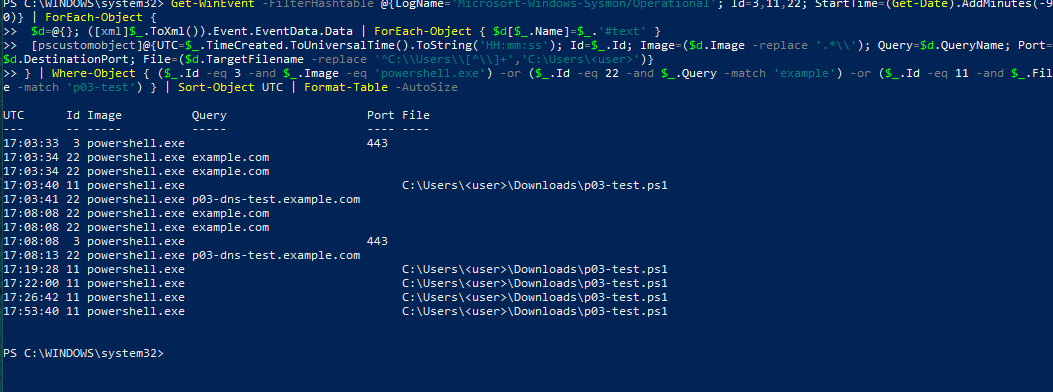 PS C:\WINDOWS\system32> Get-WinEvent -FilterHashtable @{LogName='Microsoft-Windows-Sysmon/Operational'; Id=3,11,22; StartTime=(Get-Date).AddMinutes(-9
0)} | ForEach-Object {
>>  $d=@{}; ([xml]$_.ToXml()).Event.EventData.Data | ForEach-Object { $d[$_.Name]=$_.'#text' }
>>  [pscustomobject]@{UTC=$_.TimeCreated.ToUniversalTime().ToString('HH:mm:ss'); Id=$_.Id; Image=($d.Image -replace '.*\\'); Query=$d.QueryName; Port=
$d.DestinationPort; File=($d.TargetFilename -replace '^C:\\Users\\[^\\]+','C:\Users\<user>')}
>> } | Where-Object { ($_.Id -eq 3 -and $_.Image -eq 'powershell.exe') -or ($_.Id -eq 22 -and $_.Query -match 'example') -or ($_.Id -eq 11 -and $_.Fil
e -match 'p03-test') } | Sort-Object UTC | Format-Table -AutoSize
UTC      Id Image          Query                   Port File
---      -- -----          -----                   ---- ----
17:03:33  3 powershell.exe                         443
17:03:34 22 powershell.exe example.com
17:03:34 22 powershell.exe example.com
17:03:40 11 powershell.exe                              C:\Users\<user>\Downloads\p03-test.ps1
17:03:41 22 powershell.exe p03-dns-test.example.com
17:08:08 22 powershell.exe example.com
17:08:08 22 powershell.exe example.com
17:08:08  3 powershell.exe                         443
17:08:13 22 powershell.exe p03-dns-test.example.com
17:19:28 11 powershell.exe                              C:\Users\<user>\Downloads\p03-test.ps1
17:22:00 11 powershell.exe                              C:\Users\<user>\Downloads\p03-test.ps1
17:26:42 11 powershell.exe                              C:\Users\<user>\Downloads\p03-test.ps1
17:53:40 11 powershell.exe                              C:\Users\<user>\Downloads\p03-test.ps1
PS C:\WINDOWS\system32>